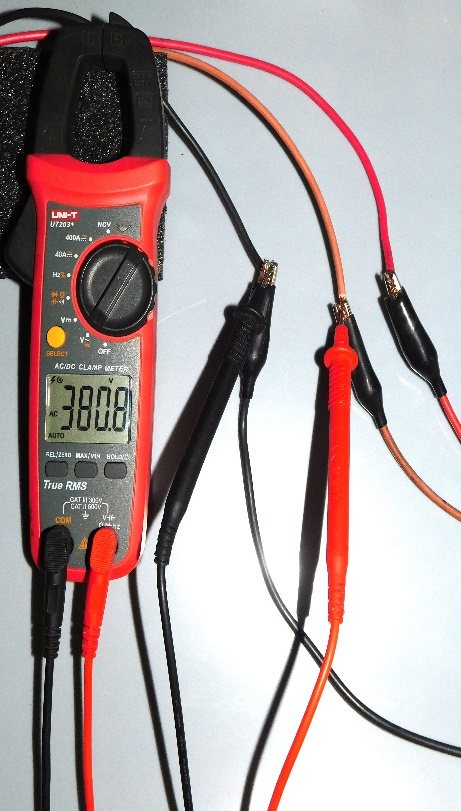 UNI-T
UT203+
NCV
400A
40A
Hz%
V
V
OFF
SELECT
AC/DC CLAMP METER
V
AC 380.8
AUTO
REL/ZERO MAX/MIN HOLD/
True RMS
CAT III 300V
CAT II 600V
COM